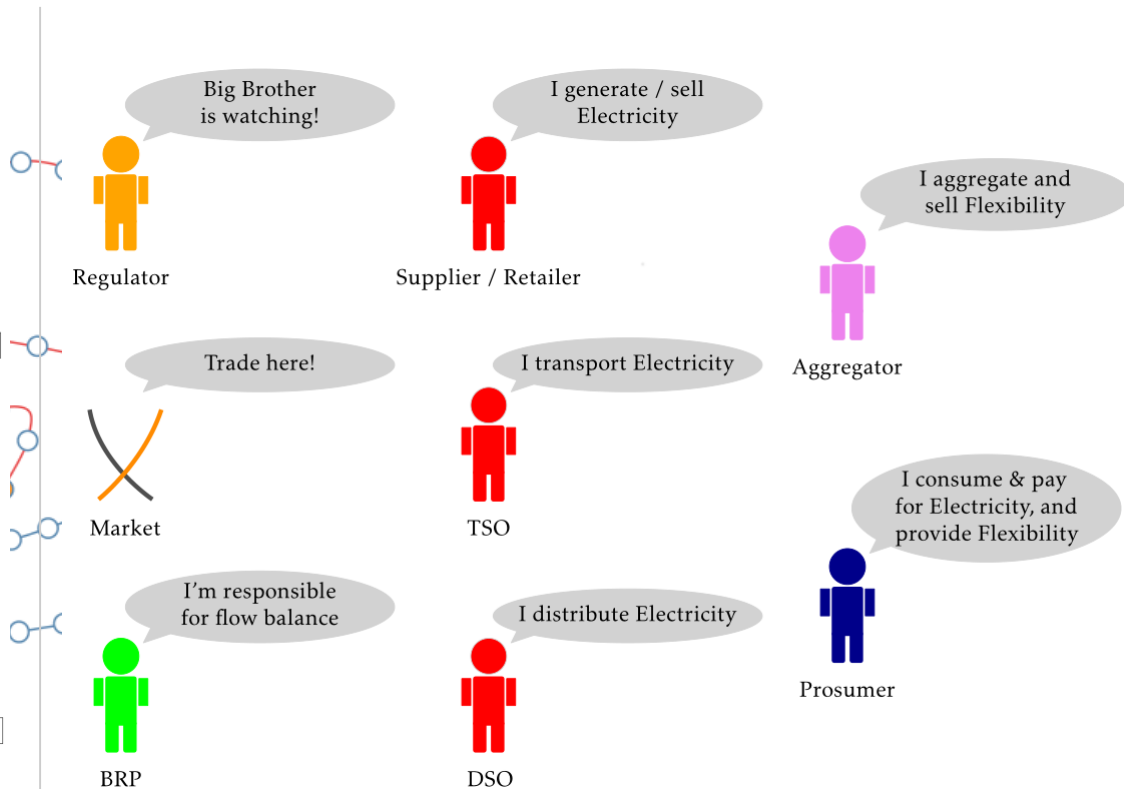 Big Brother
is watching!
Regulator
I generate / sell
Electricity
Supplier / Retailer
I aggregate and
sell Flexibility
Aggregator
Trade here!
Market
I transport Electricity
TSO
I consume & pay
for Electricity, and
provide Flexibility
Prosumer
I'm responsible
for flow balance
BRP
I distribute Electricity
DSO